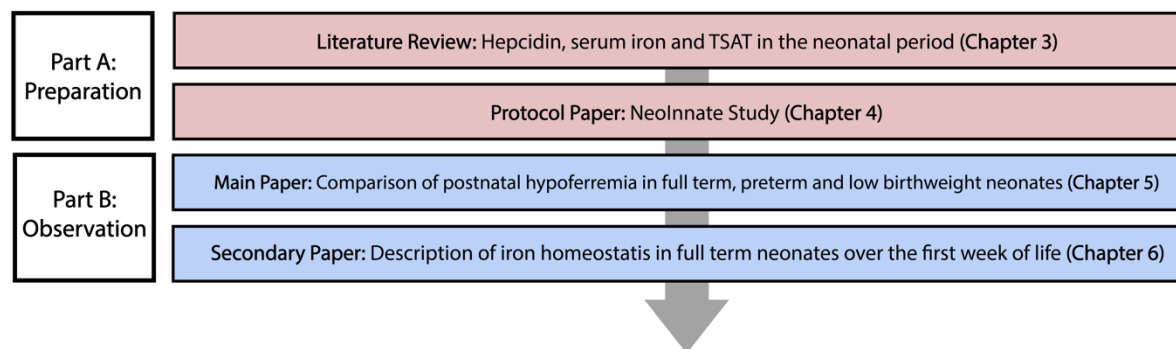 Part A:
Preparation
Literature Review: Hepcidin, serum iron and TSAT in the neonatal period (Chapter 3)
Protocol Paper: NeoInnate Study (Chapter 4)
Part B:
Observation
Main Paper: Comparison of postnatal hypoferremia in full term, preterm and low birthweight neonates (Chapter 5)
Secondary Paper: Description of iron homeostatis in full term neonates over the first week of life (Chapter 6)